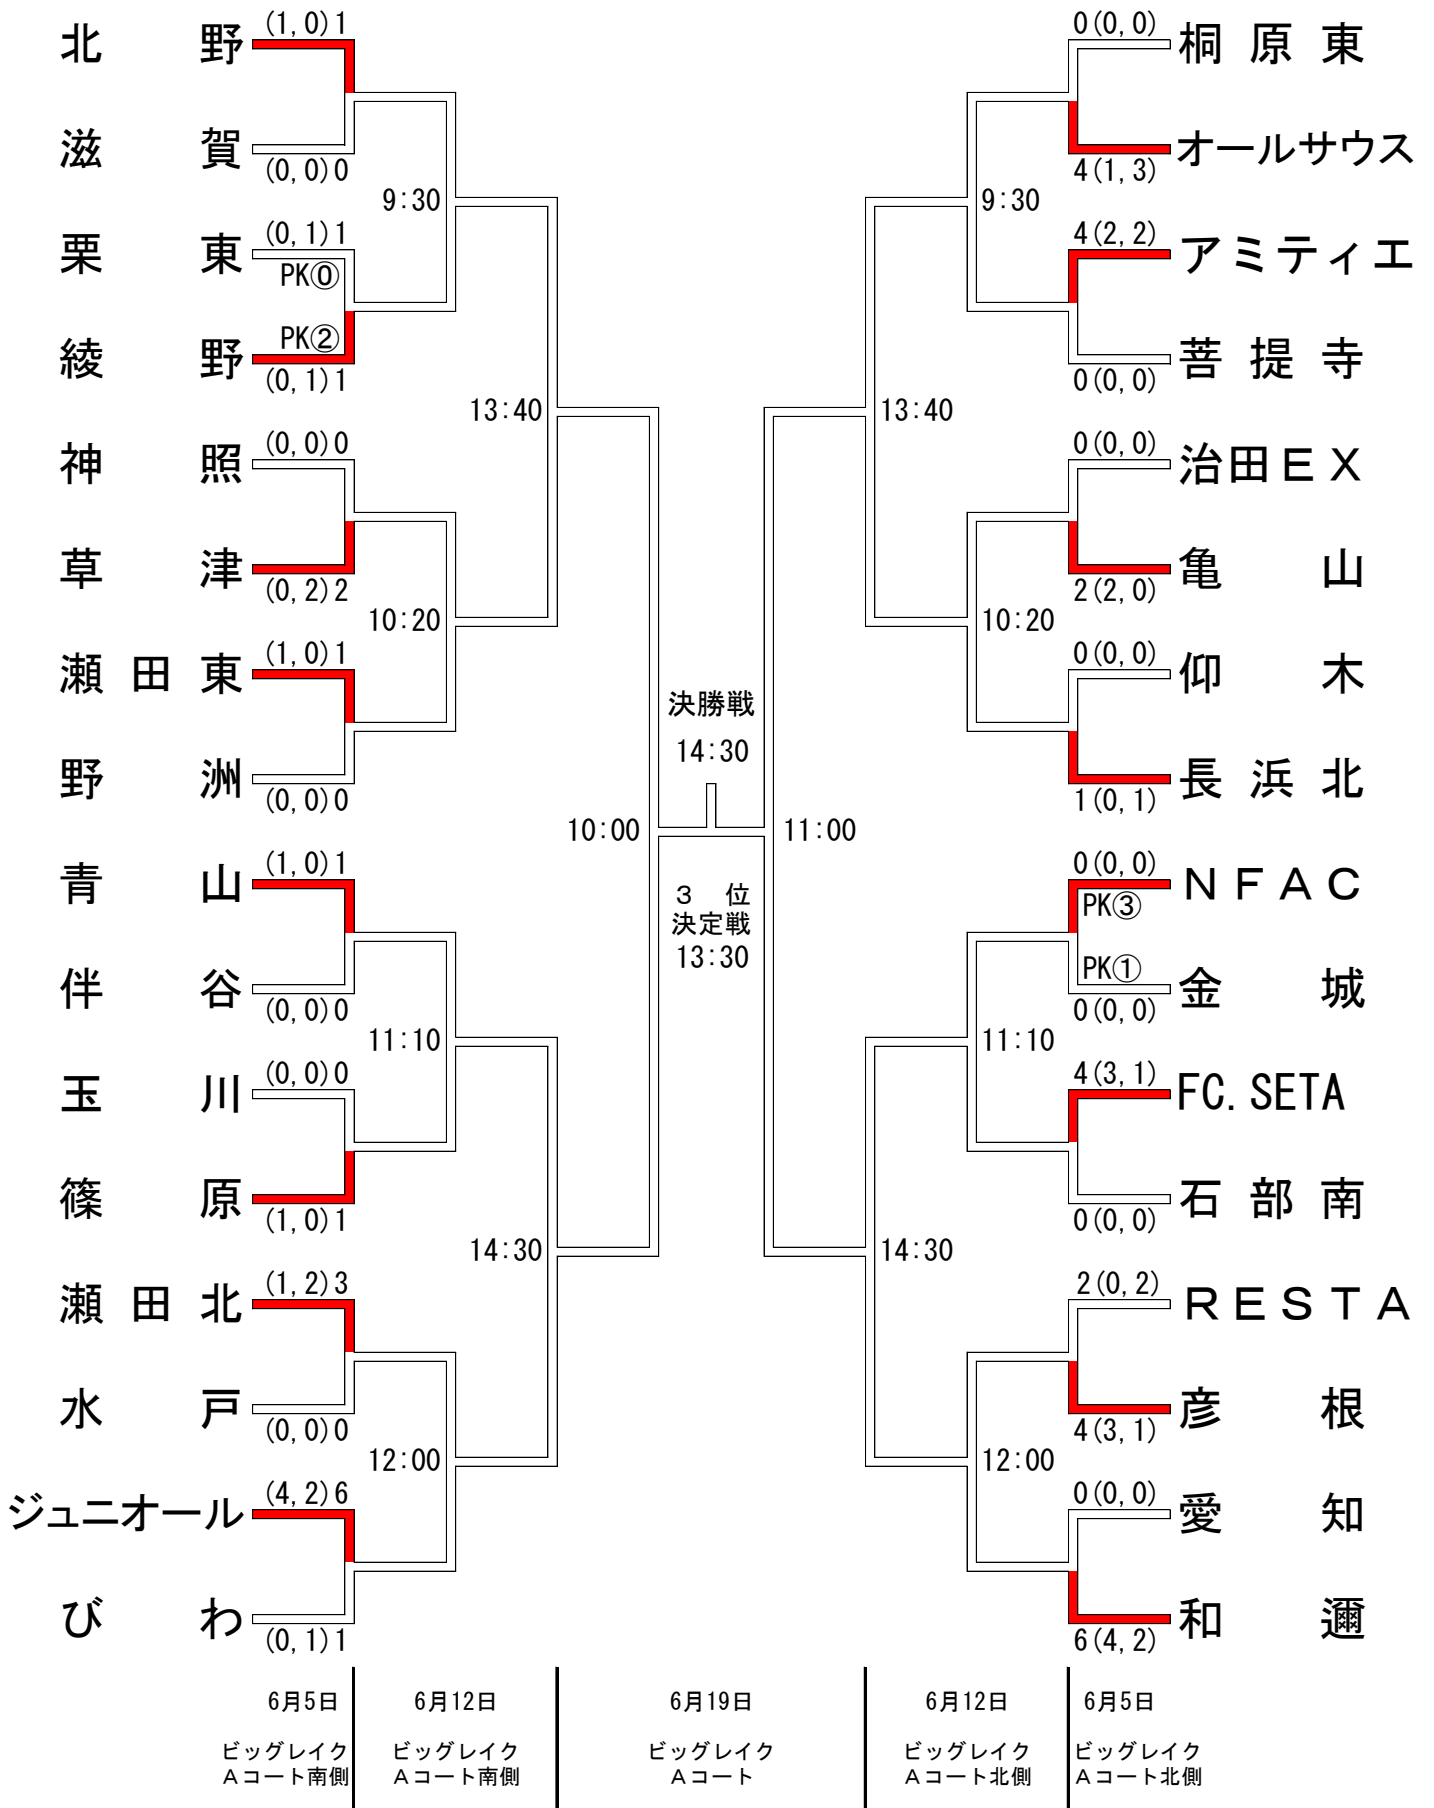 (1,0)1
北野
滋賀
(0,0)0
9:30
(0,1)1
栗東
PK⓪
PK②
綾野
(0,1)1
13:40
(0,0)0
神照
草津
(0,2)2
10:20
(1,0)1
瀬田東
野洲
(0,0)0
10:00
(1,0)1
青山
伴谷
(0,0)0
11:10
(0,0)0
玉川
篠原
(1,0)1
14:30
(1,2)3
瀬田北
水戸
(0,0)0
12:00
(4,2)6
ジュニオール
びわ
(0,1)1
決勝戦
14:30
3位
決定戦
13:30
0(0,0)
桐原東
オールサウス
4(1,3)
9:30
4(2,2)
アミティエ
菩提寺
0(0,0)
13:40
0(0,0)
治田EX
亀山
2(2,0)
10:20
0(0,0)
仰木
長浜北
1(0,1)
11:00
0(0,0)
NFAC
PK③
PK①
金城
0(0,0)
11:10
4(3,1)
FC.SETA
石部南
0(0,0)
14:30
2(0,2)
RESTA
彦根
4(3,1)
12:00
0(0,0)
愛知
和邇
6(4,2)
6月5日
ビッグレイク
Aコート南側
6月12日
ビッグレイク
Aコート南側
6月19日
ビッグレイク
Aコート
6月12日
ビッグレイク
Aコート北側
6月5日
ビッグレイク
Aコート北側